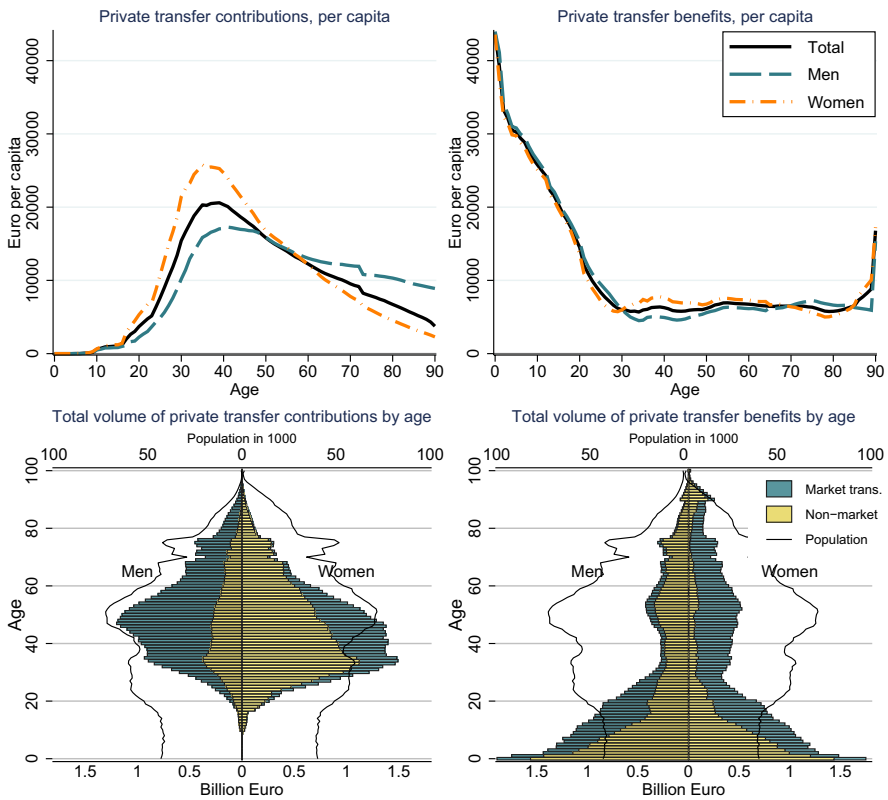 Private transfer contributions, per capita
Euro per capita
40000
30000
20000
10000
0
0 10 20 30 40 50 60 70 80 90
Age
Private transfer benefits, per capita
Total
Men
Women
Euro per capita
40000
30000
20000
10000
0
0 10 20 30 40 50 60 70 80 90
Age
Total volume of private transfer contributions by age
Population in 1000
100 50 0 50 100
Age
100
80
60
40
20
0
Men
Women
1.5 1 0.5 0 0.5 1 1.5
Billion Euro
Total volume of private transfer benefits by age
Population in 1000
100 50 0 50 100
Market trans.
Non−market
Population
Age
100
80
60
40
20
0
Men
Women
1.5 1 0.5 0 0.5 1 1.5
Billion Euro